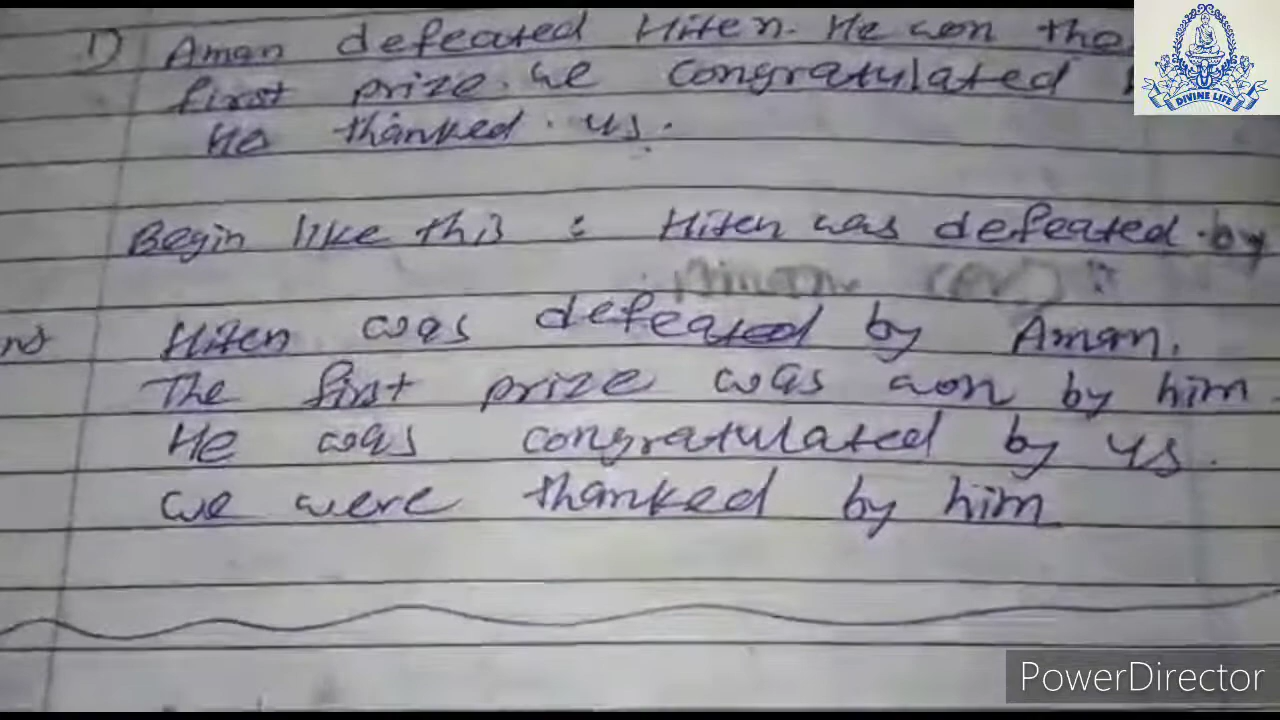 1) Aman defeated Hiten. He won the
first prize. we congratulated
He thanked. us.
DIVINE LIFE
Begin like this : Hiten was defeated by
ns Hiten was defeated by Aman.
The first prize was won by him.
He was congratulated by us.
we were thanked by him
PowerDirector